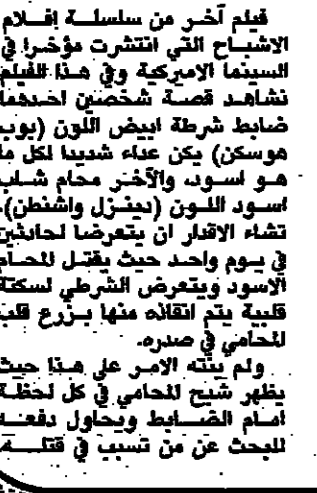 فيلم آخر من سلسلة افلام
الاشباح التي انتشرت مؤخرا في
السينما الاميركية وفي هذا الفيلم
نشاهد قصة شخصين احدهما
ضابط شرطة ابيض اللون (بوب
هوسكن) يكن عداء شديدا لكل ما
هو اسود، والآخر محام شاب
اسود اللون (دينزل واشنطن)،
تشاء الاقدار ان يتعرضا لحادثين
في يوم واحد حيث يقتل المحام
الاسود ويتعرض الشرطي لسكتة
قلبية يتم انقاذه منها بزرع قلب
المحامي في صدره.
ولم ينته الامر على هذا حيث
يظهر شبح المحامي في كل لحظة
امام الضابط ويحاول دفعه
للبحث عن من تسبب في قتله.